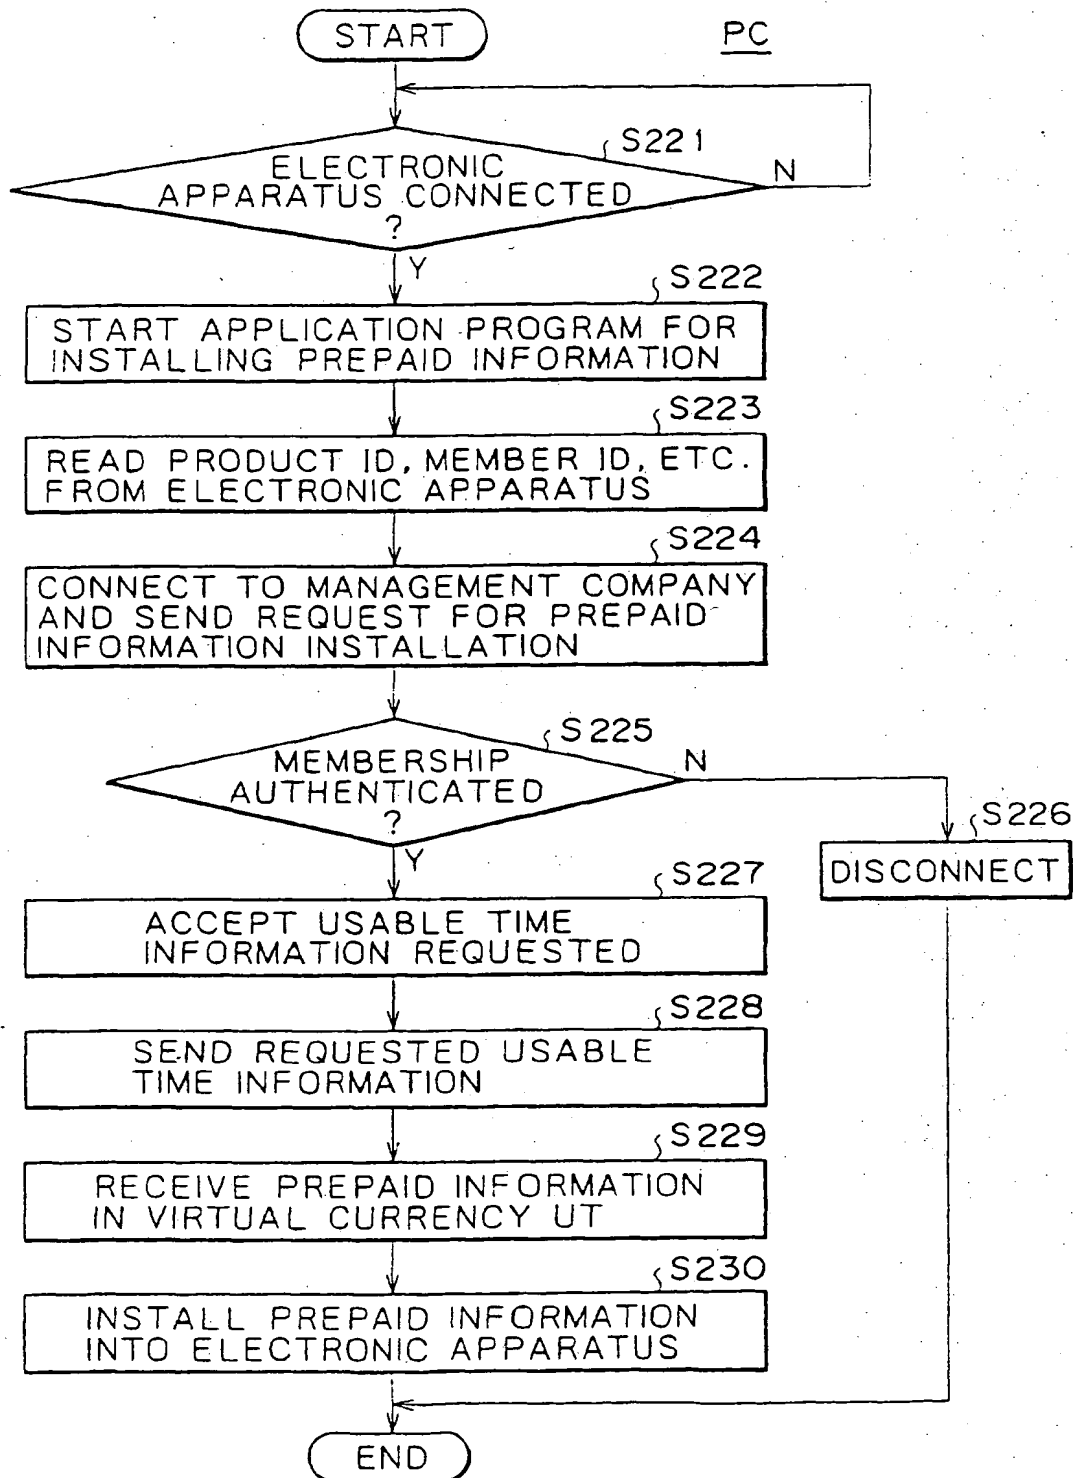 START
PC
S221
ELECTRONIC
APPARATUS CONNECTED
?
N
Y
S222
START APPLICATION PROGRAM FOR
INSTALLING PREPAID INFORMATION
S223
READ PRODUCT ID, MEMBER ID, ETC.
FROM ELECTRONIC APPARATUS
S224
CONNECT TO MANAGEMENT COMPANY
AND SEND REQUEST FOR PREPAID
INFORMATION INSTALLATION
S225
MEMBERSHIP
AUTHENTICATED
?
N
Y
S226
DISCONNECT
S227
ACCEPT USABLE TIME
INFORMATION REQUESTED
S228
SEND REQUESTED USABLE
TIME INFORMATION
S229
RECEIVE PREPAID INFORMATION
IN VIRTUAL CURRENCY UT
S230
INSTALL PREPAID INFORMATION
INTO ELECTRONIC APPARATUS
END